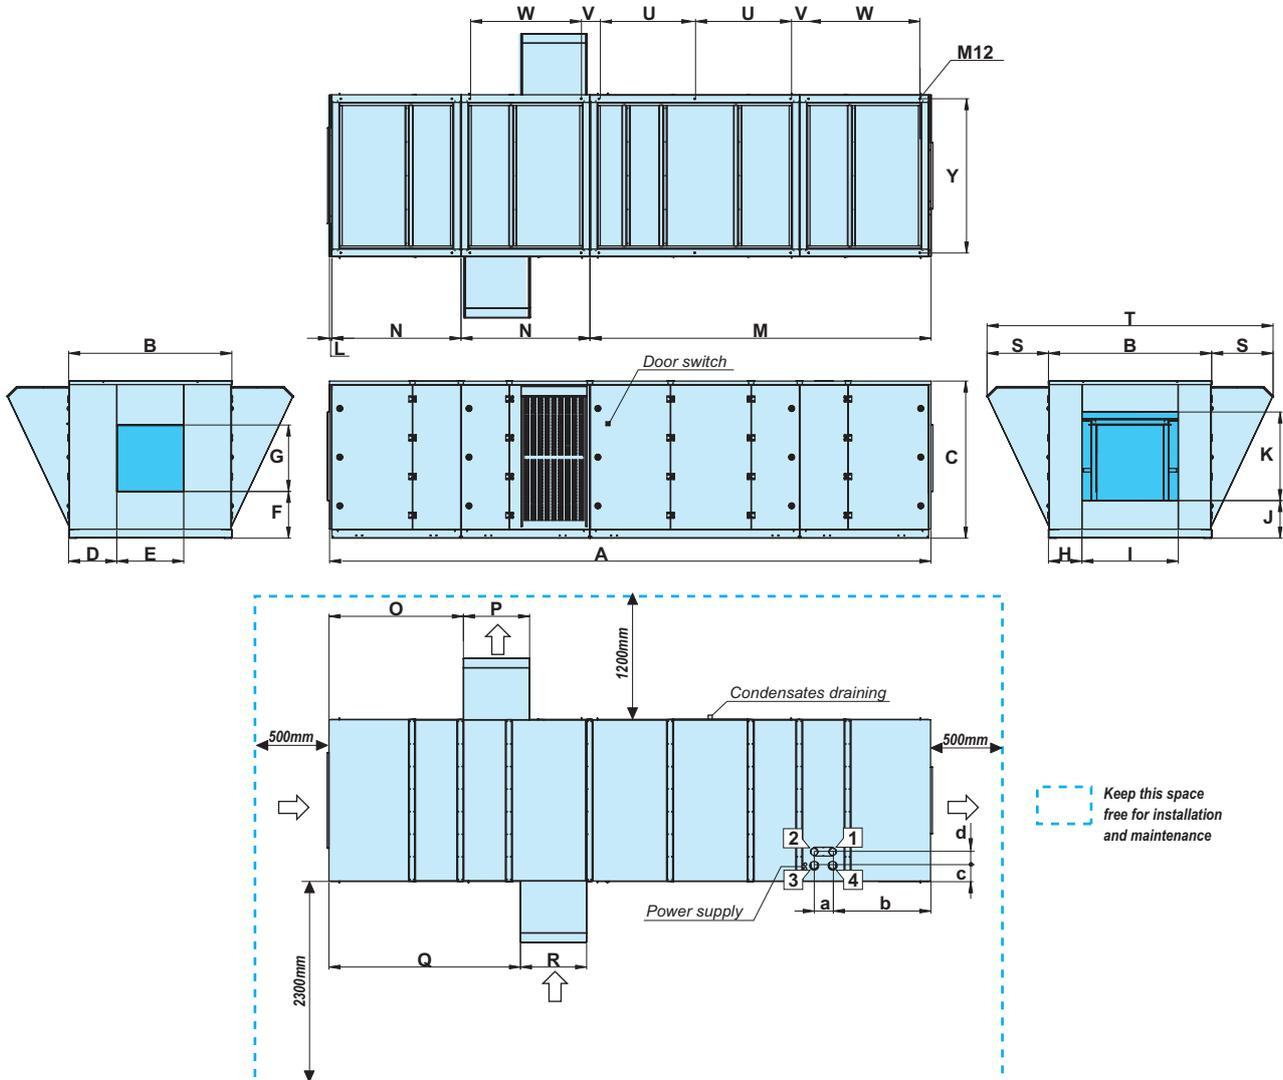 W V U U V W
M12
Y
N N M
L
T
B S B S
Door switch
G
F
C
K
J
D E
A
H I
O P
1200mm
Condensates draining
500mm
500mm
Keep this space
free for installation
and maintenance
2 1
d
3 4
c
a b
Power supply
Q R
2300mm